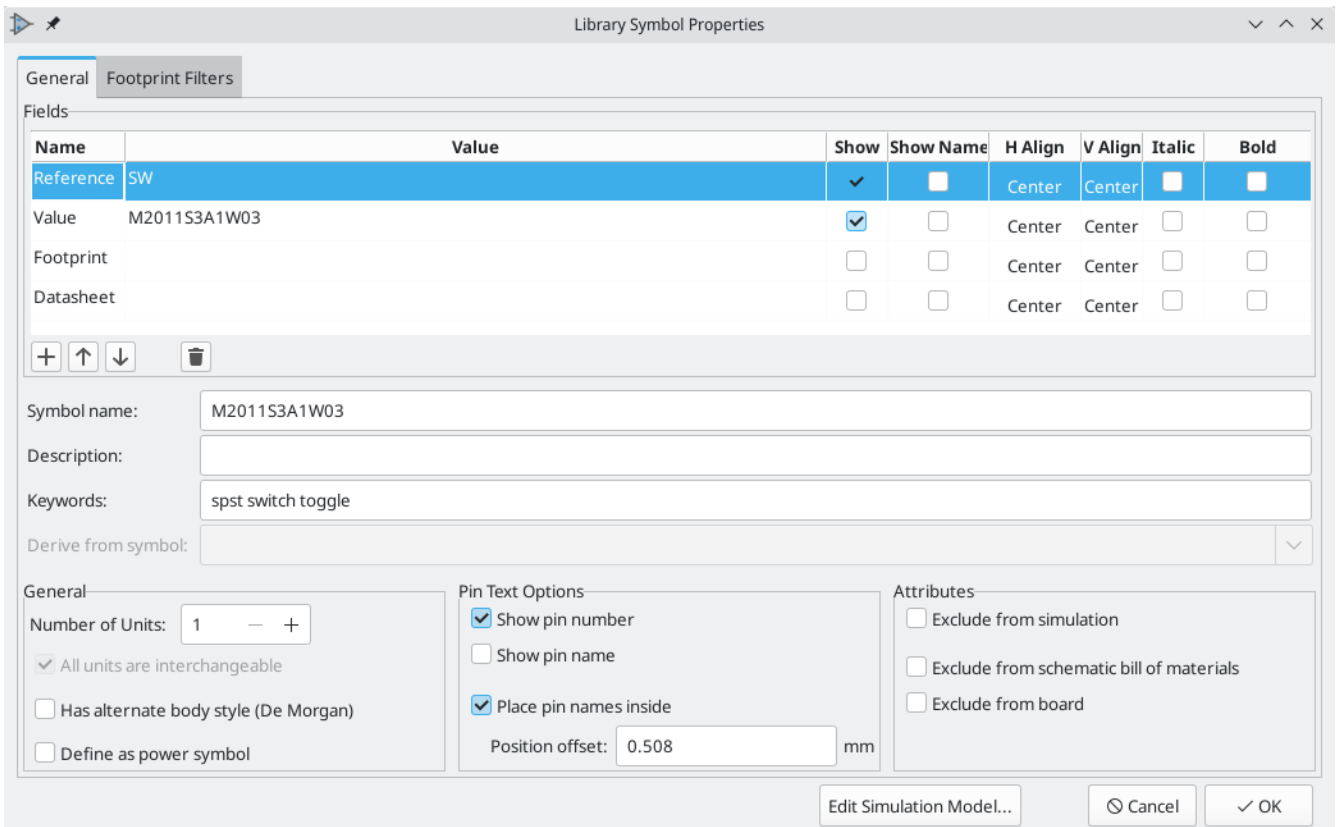 Library Symbol Properties
General Footprint Filters
Fields
Name Value Show Show Name H Align V Align Italic Bold
Reference SW Center Center
Value M2011S3A1W03 Center Center
Footprint Center Center
Datasheet Center Center
Symbol name: M2011S3A1W03
Description:
Keywords: spst switch toggle
Derive from symbol:
General Pin Text Options Attributes
Number of Units: 1 Show pin number Exclude from simulation
All units are interchangeable Show pin name Exclude from schematic bill of materials
Has alternate body style (De Morgan) Place pin names inside Exclude from board
Define as power symbol Position offset: 0.508 mm
Edit Simulation Model... Cancel OK